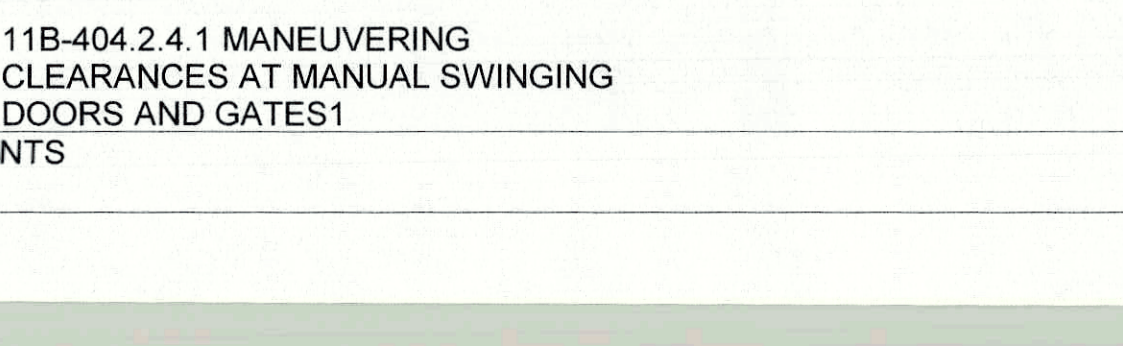 11B-404.2.4.1 MANEUVERING
CLEARANCES AT MANUAL SWINGING
DOORS AND GATES1
NTS